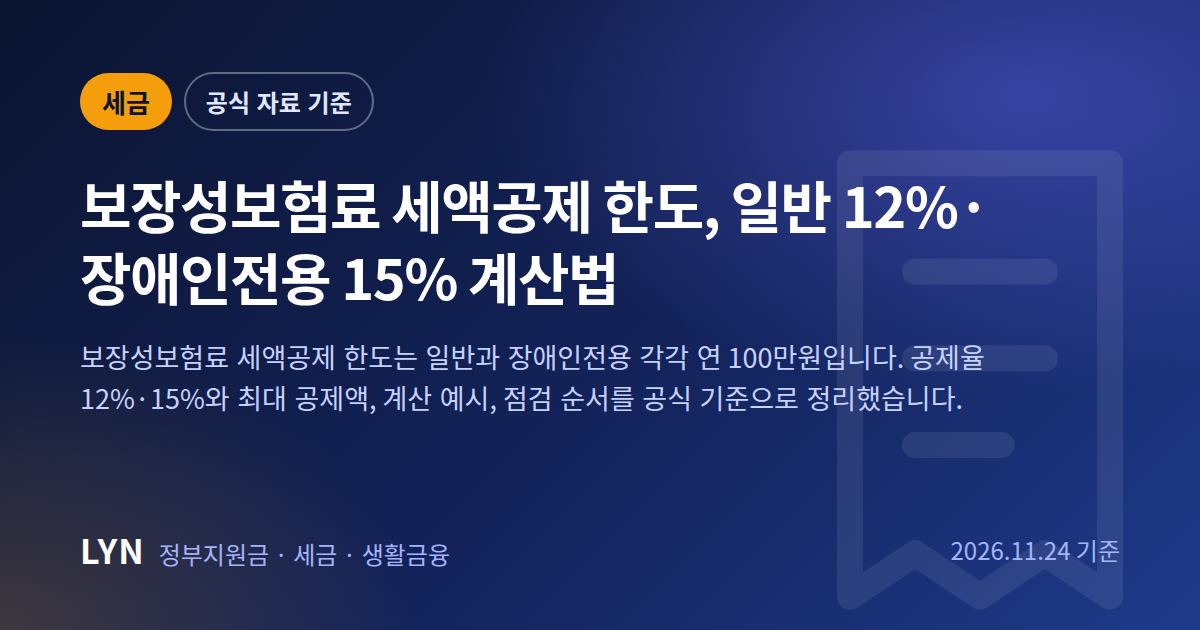 세금
공식 자료 기준
보장성보험료 세액공제 한도, 일반 12%·
장애인전용 15% 계산법
보장성보험료 세액공제 한도는 일반과 장애인전용 각각 연 100만원입니다. 공제율
12%·15%와 최대 공제액, 계산 예시, 점검 순서를 공식 기준으로 정리했습니다.
LYN 정부지원금 · 세금 · 생활금융
2026.11.24 기준